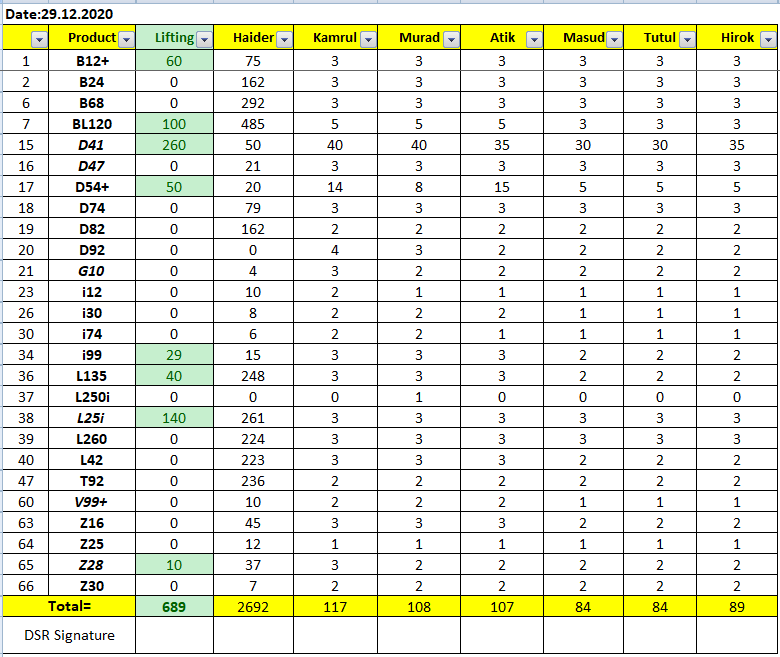 Date:29.12.2020
Product Lifting Haider Kamrul Murad Atik Masud Tutul Hirok
1 B12+ 60 75 3 3 3 3 3 3
2 B24 0 162 3 3 3 3 3 3
6 B68 0 292 3 3 3 3 3 3
7 BL120 100 485 5 5 5 3 3 3
15 D41 260 50 40 40 35 30 30 35
16 D47 0 21 3 3 3 3 3 3
17 D54+ 50 20 14 8 15 5 5 5
18 D74 0 79 3 3 3 3 3 3
19 D82 0 162 2 2 2 2 2 2
20 D92 0 0 4 3 2 2 2 2
21 G10 0 4 3 2 2 2 2 2
23 i12 0 10 2 1 1 1 1 1
26 i30 0 8 2 2 2 1 1 1
30 i74 0 6 2 2 1 1 1 1
34 i99 29 15 3 3 3 2 2 2
36 L135 40 248 3 3 3 2 2 2
37 L250i 0 0 0 1 0 0 0 0
38 L25i 140 261 3 3 3 3 3 3
39 L260 0 224 3 3 3 3 3 3
40 L42 0 223 3 3 3 2 2 2
47 T92 0 236 2 2 2 2 2 2
60 V99+ 0 10 2 2 2 1 1 1
63 Z16 0 45 3 3 3 2 2 2
64 Z25 0 12 1 1 1 1 1 1
65 Z28 10 37 3 2 2 2 2 2
66 Z30 0 7 2 2 2 2 2 2
Total= 689 2692 117 108 107 84 84 89
DSR Signature